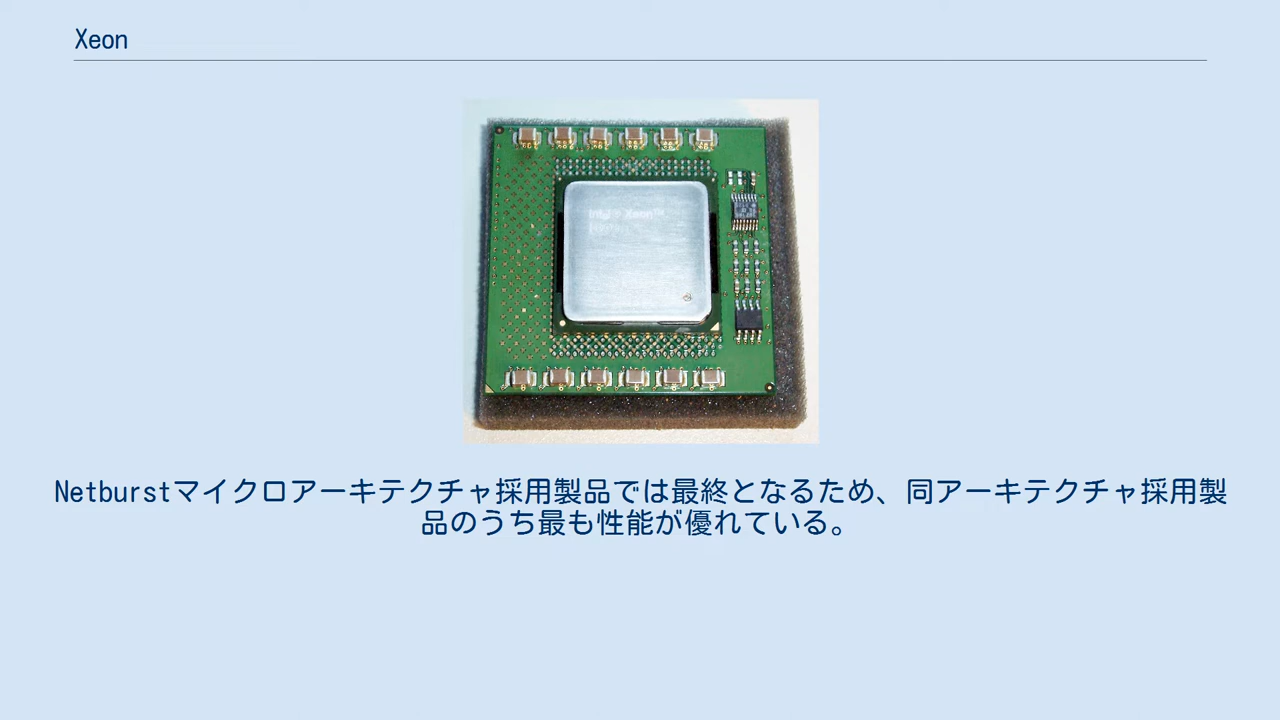 Xeon
intel ® Xeon™
Netburstマイクロアーキテクチャ採用製品では最終となるため、同アーキテクチャ採用製
品のうち最も性能が優れている。